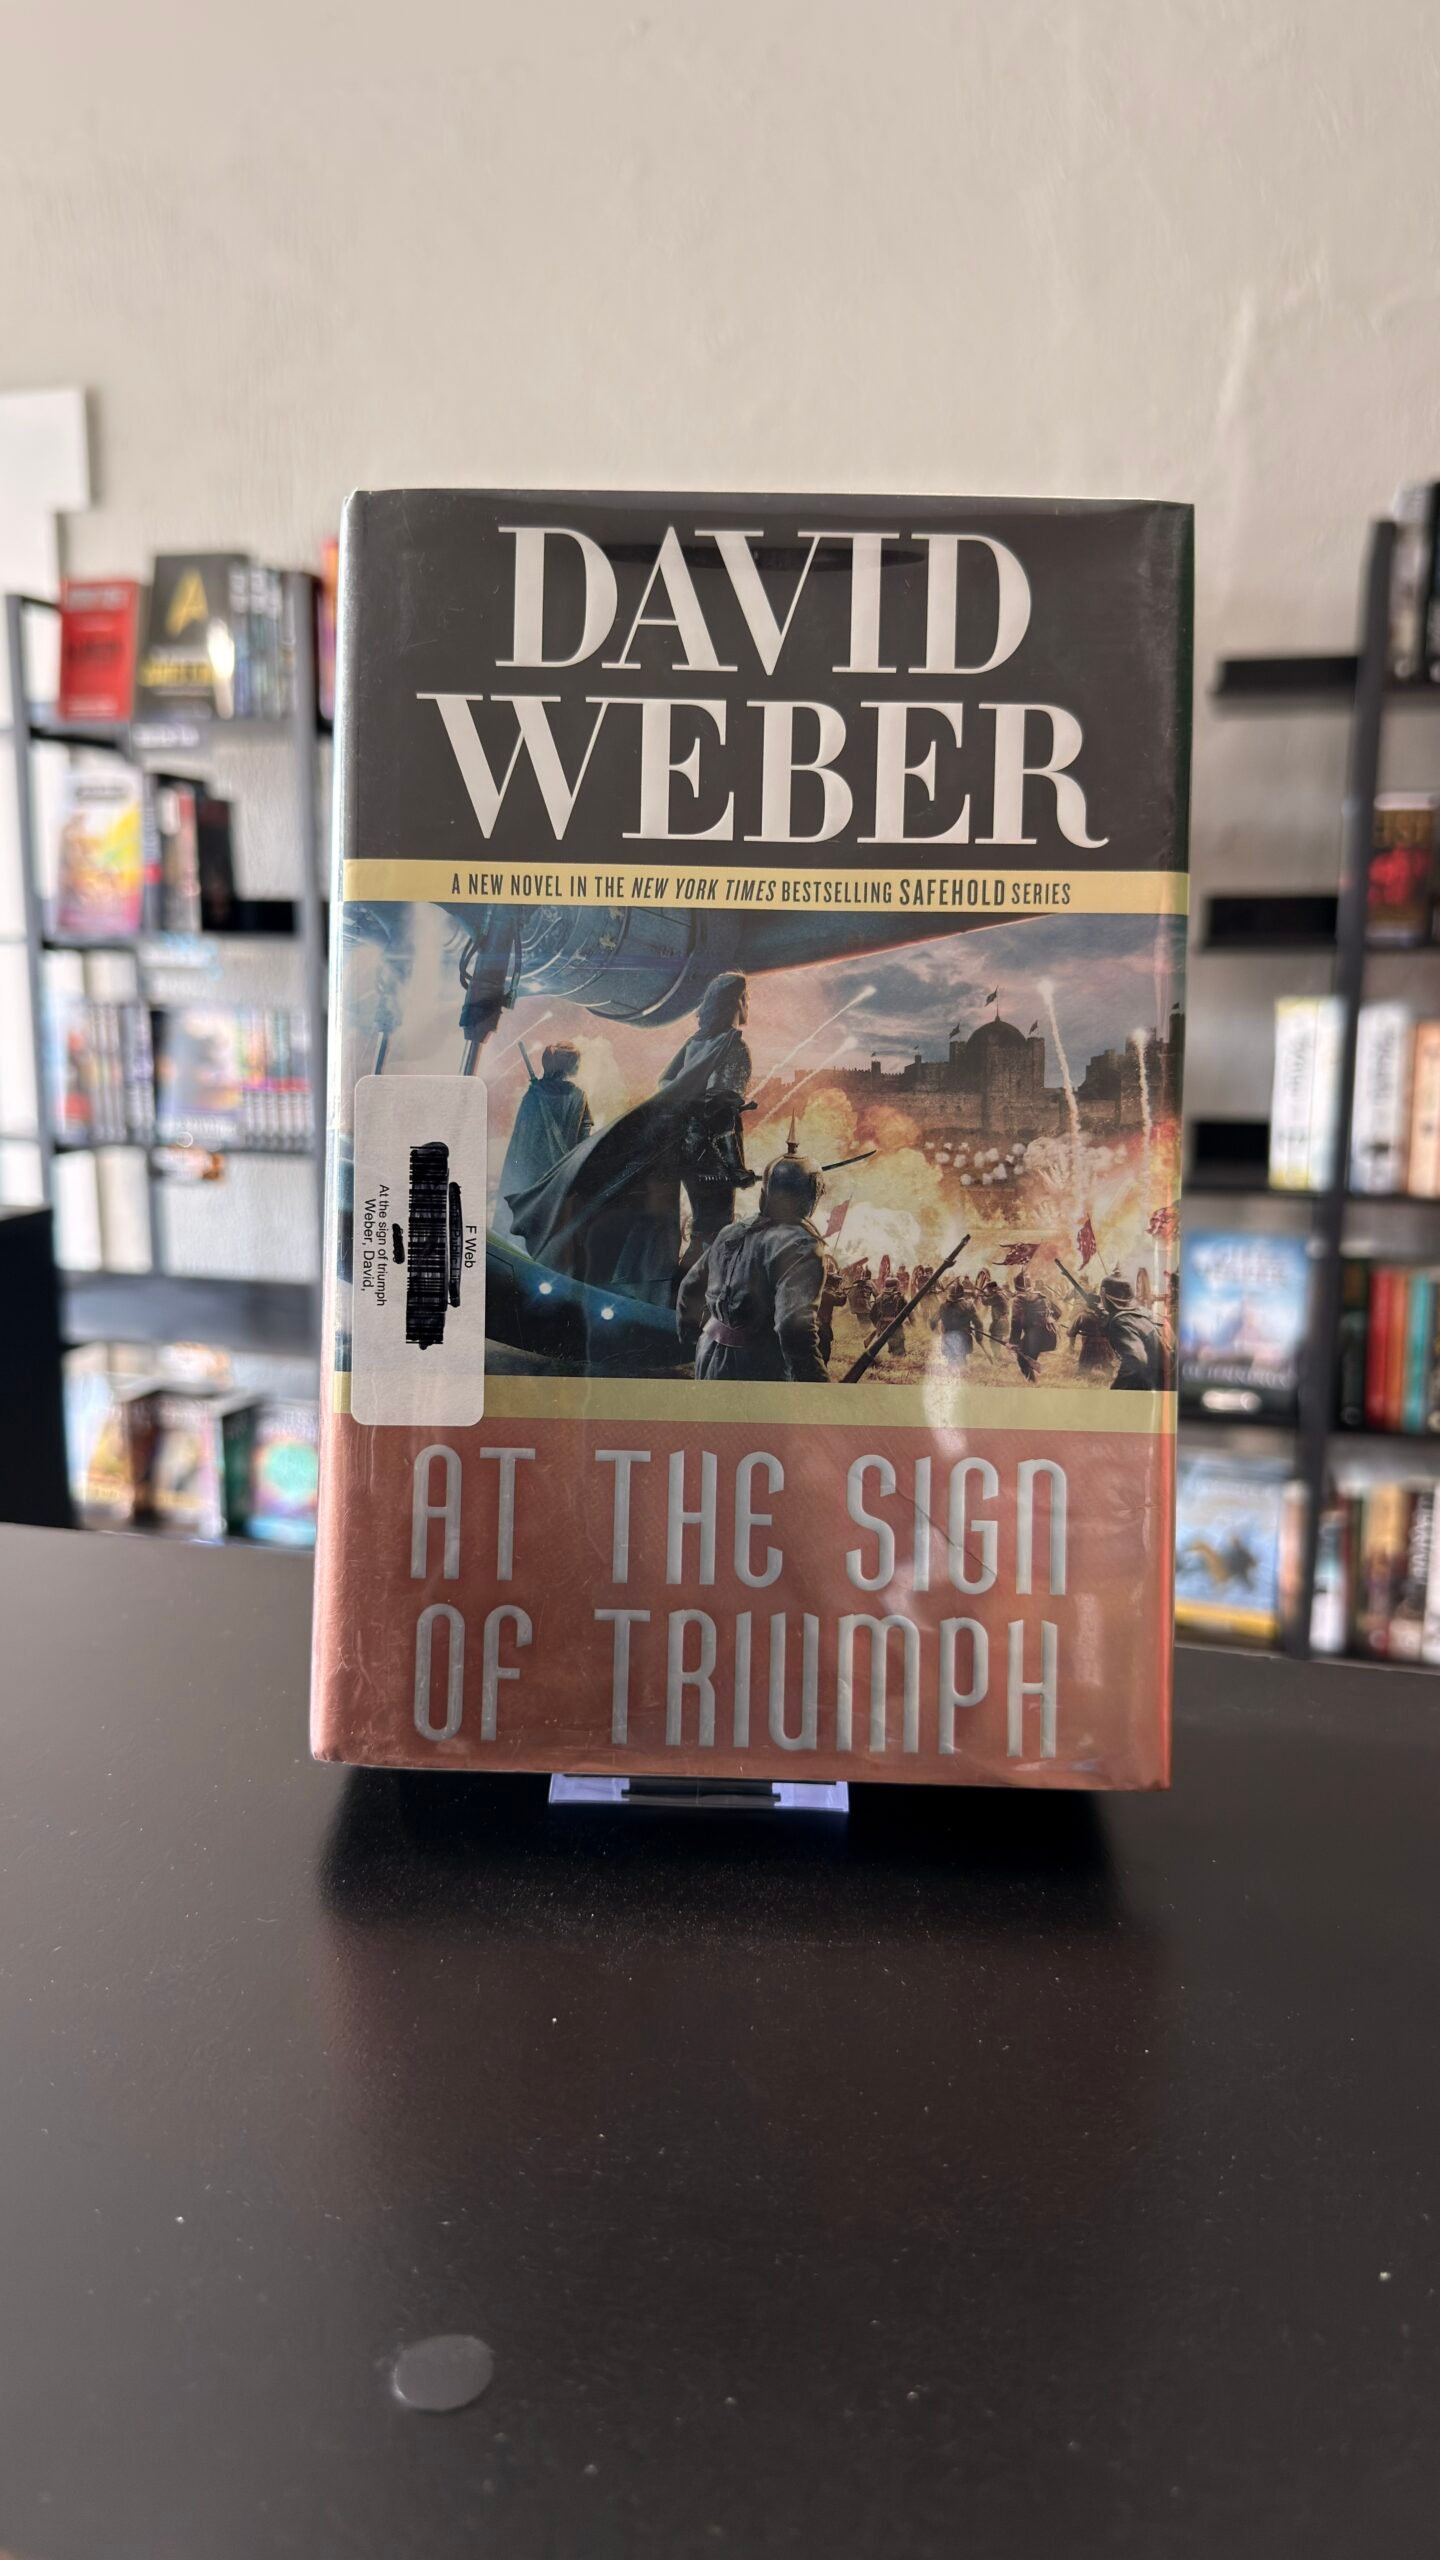 DAVID
WEBER
A NEW NOVEL IN THE NEW YORK TIMES BESTSELLING SAFEHOLD SERIES
F Web
At the sign of triumph
Weber, David,
AT THE SIGN
OF TRIUMPH